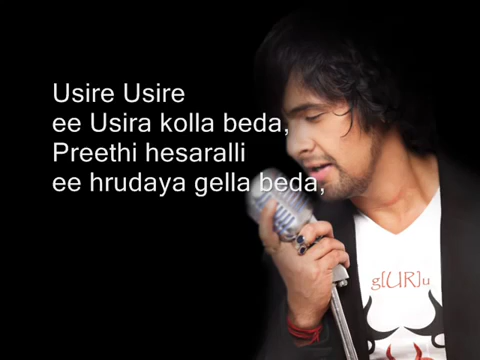 Usire Usire
ee Usira kolla beda,
Preethi hesaralli
ee hrudaya gella beda,
g[UR]u